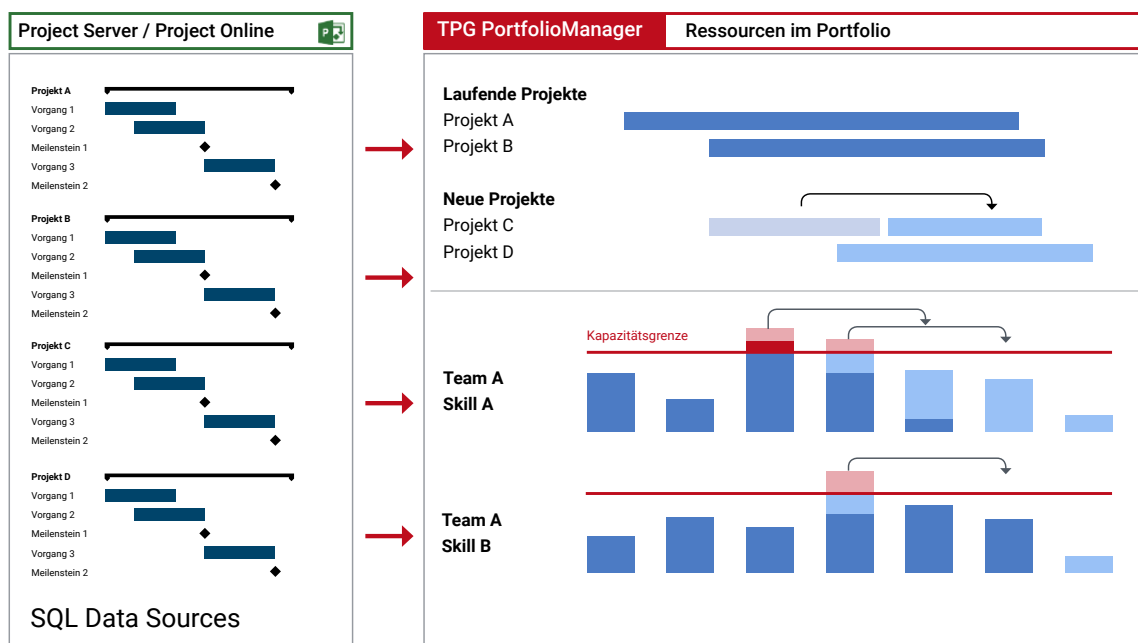 Project Server / Project Online
P
Projekt A
Vorgang 1
Vorgang 2
Meilenstein 1
Vorgang 3
Meilenstein 2
Projekt B
Vorgang 1
Vorgang 2
Meilenstein 1
Vorgang 3
Meilenstein 2
Projekt C
Vorgang 1
Vorgang 2
Meilenstein 1
Vorgang 3
Meilenstein 2
Projekt D
Vorgang 1
Vorgang 2
Meilenstein 1
Vorgang 3
Meilenstein 2
SQL Data Sources
TPG PortfolioManager
Ressourcen im Portfolio
Laufende Projekte
Projekt A
Projekt B
Neue Projekte
Projekt C
Projekt D
Kapazitätsgrenze
Team A
Skill A
Team A
Skill B